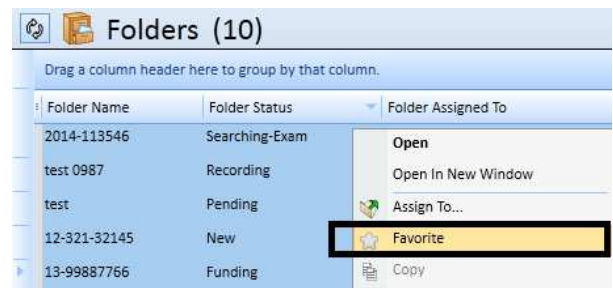 Folders (10)
Drag a column header here to group by that column.
Folder Name Folder Status Folder Assigned To
2014-113546 Searching-Exam Open
test 0987 Recording Open In New Window
test Pending Assign To...
12-321-32145 New Favorite
13-99887766 Funding Copy